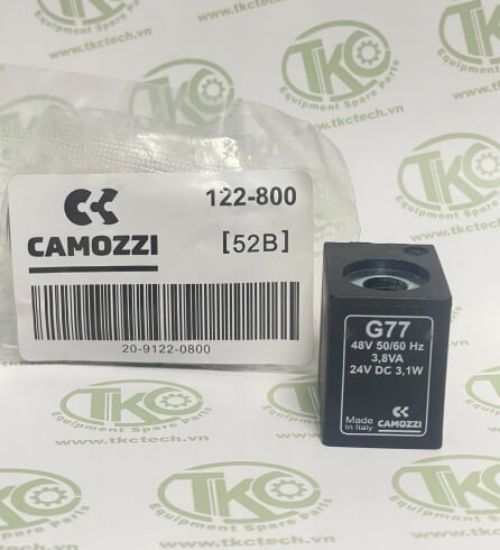 TKC
Equipment Spare Parts
www.tkctech.vn
122-800
CAMOZZI
[52B]
20-9122-0800
G77
48V 50/60 Hz
3,8VA
24V DC 3,1W
Made
in Italy
CAMOZZI